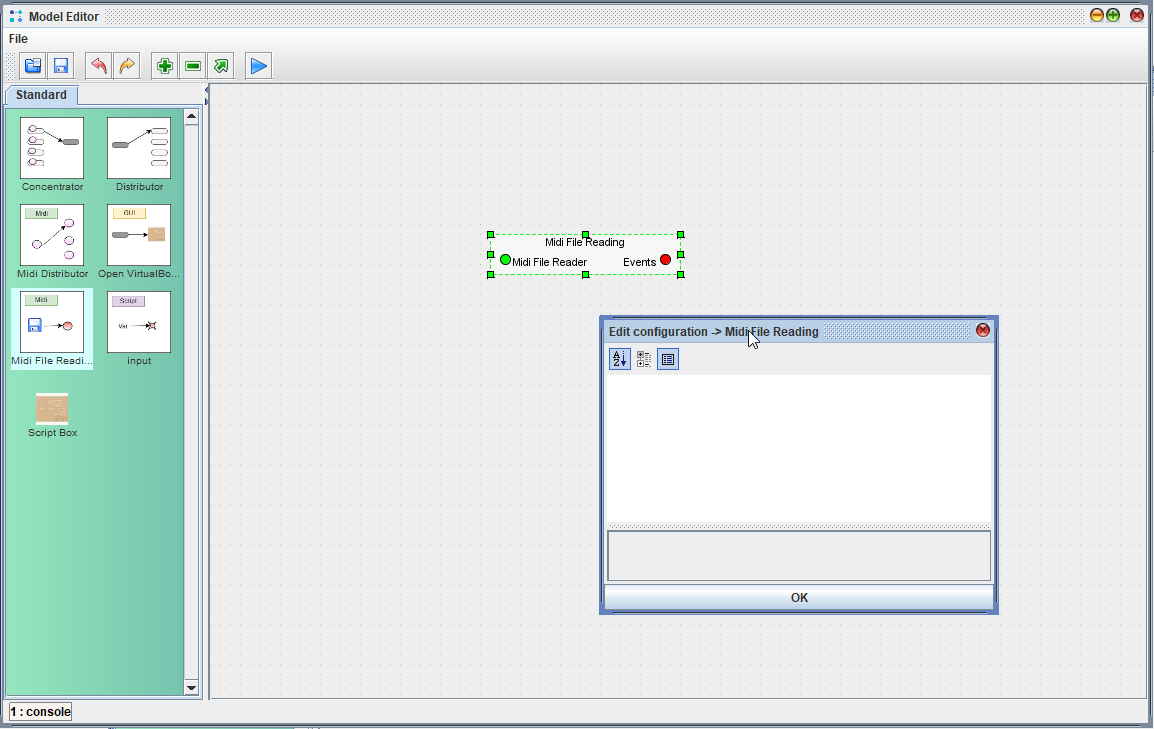 Model Editor
File
Standard
Concentrator
Distributor
Midi
GUI
Midi Distributor
Open VirtualBo...
Midi
Script
Var
Midi File Readi...
input
Script Box
Midi File Reading
Midi File Reader
Events
Edit configuration -> Midi File Reading
A
Z
OK
1 : console